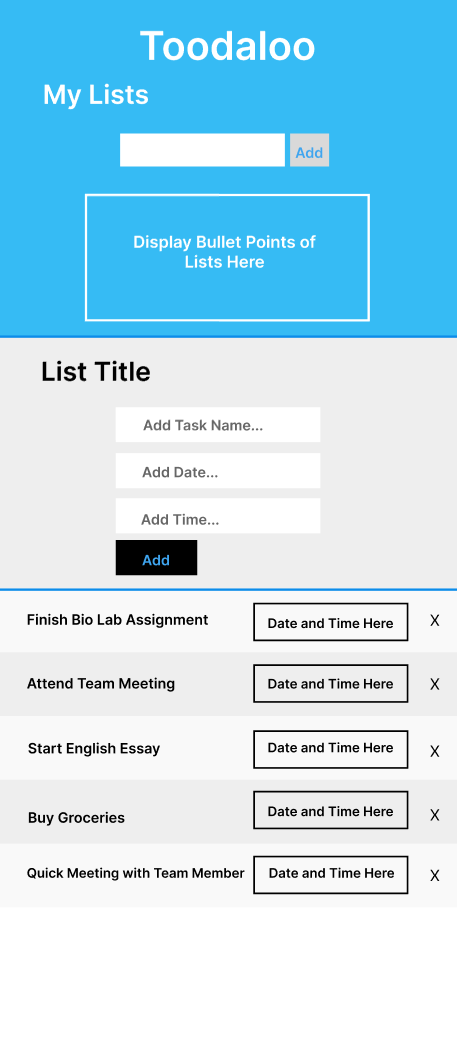 Toodaloo
My Lists
Add
Display Bullet Points of
Lists Here
List Title
Add Task Name...
Add Date...
Add Time...
Add
Finish Bio Lab Assignment
Date and Time Here
X
Attend Team Meeting
Date and Time Here
X
Start English Essay
Date and Time Here
X
Buy Groceries
Date and Time Here
X
Quick Meeting with Team Member
Date and Time Here
X